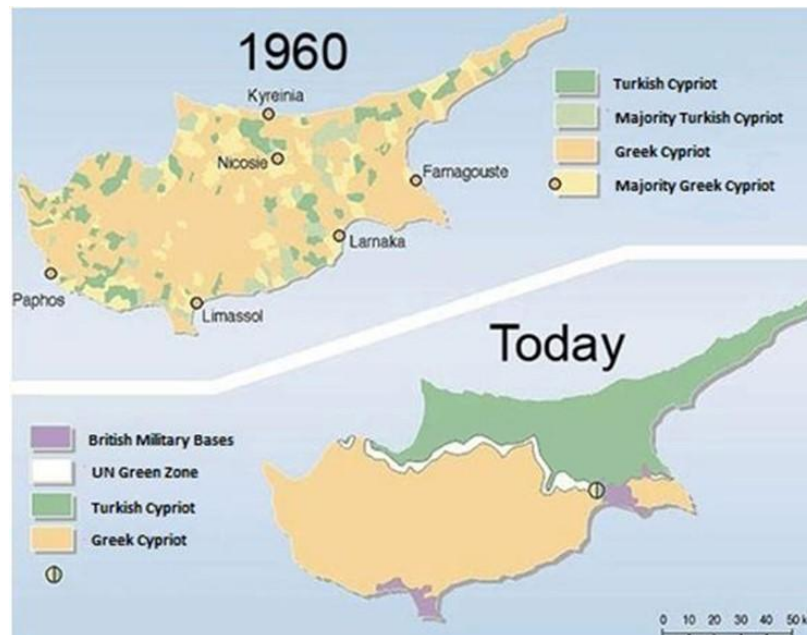 1960
Kyreinia
Nicosie
Famagouste
Larnaka
Paphos
Limassol
Turkish Cypriot
Majority Turkish Cypriot
Greek Cypriot
Majority Greek Cypriot
Today
British Military Bases
UN Green Zone
Turkish Cypriot
Greek Cypriot
0 10 20 30 40 50 k